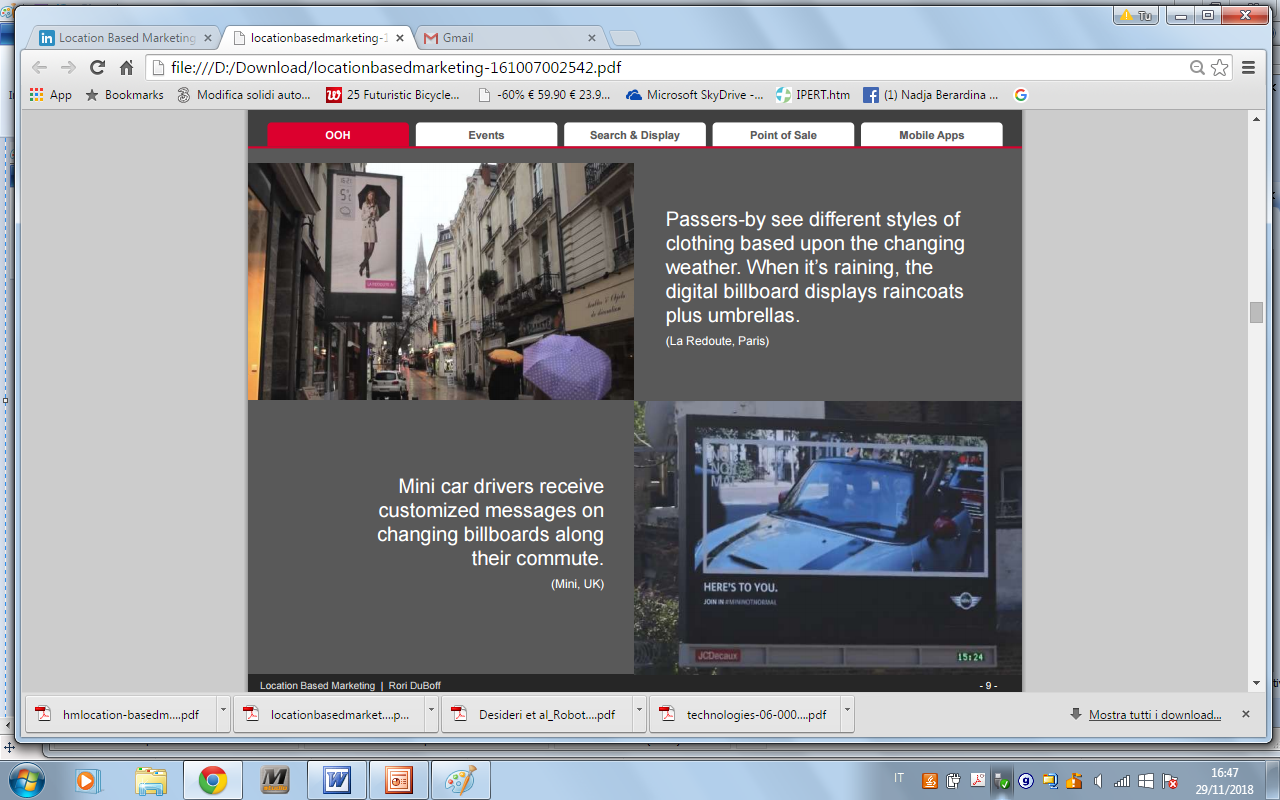 Tu
Location Based Marketing
locationbasedmarketing-1
Gmail
file:///D:/Download/locationbasedmarketing-161007002542.pdf
App
Bookmarks
Modifica solidi auto...
25 Futuristic Bicycle...
-60% € 59.90 € 23.9...
Microsoft SkyDrive -...
IPERT.htm
(1) Nadja Berardina ...
OOH
Events
Search & Display
Point of Sale
Mobile Apps
5°c
Passers-by see different styles of
clothing based upon the changing
weather. When it’s raining, the
digital billboard displays raincoats
plus umbrellas.
(La Redoute, Paris)
Mini car drivers receive
customized messages on
changing billboards along
their commute.
(Mini, UK)
HERE'S TO YOU.
JOIN IN #MININOTNORMAL
JCDecaux
15:24
Location Based Marketing | Rori DuBoff
- 9 -
hmlocation-basedm....pdf
locationbasedmarket....p...
Desideri et al_Robot....pdf
technologies-06-000....pdf
Mostra tutti i download...
IT
16:47
29/11/2018